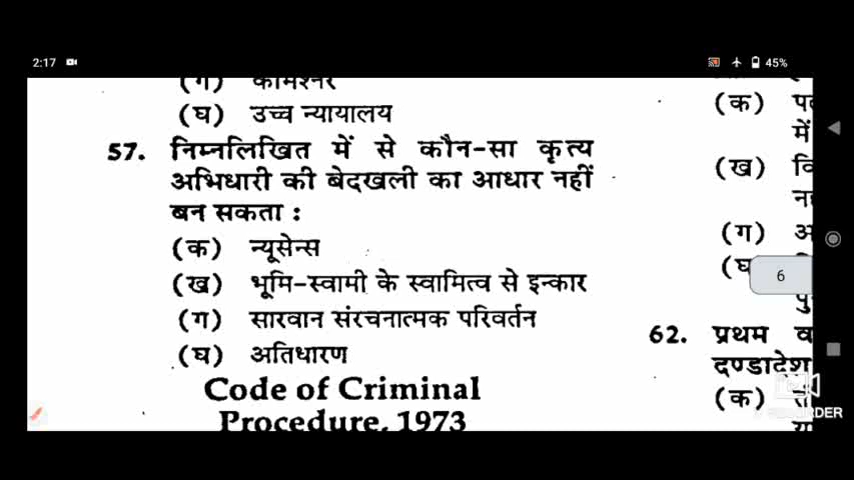 2:17
45%
(घ) उच्च न्यायालय
57. निम्नलिखित में से कौन-सा कृत्य
अभिधारी की बेदखली का आधार नहीं
बन सकता :
(क) न्यूसेन्स
(ख) भूमि-स्वामी के स्वामित्व से इन्कार
(ग) सारवान संरचनात्मक परिवर्तन
(घ) अतिधारण
Code of Criminal
Procedure, 1973
(क)
में
(ख)
(ग)
(घ
6
62. प्रथम
दण्डादेश
(क)